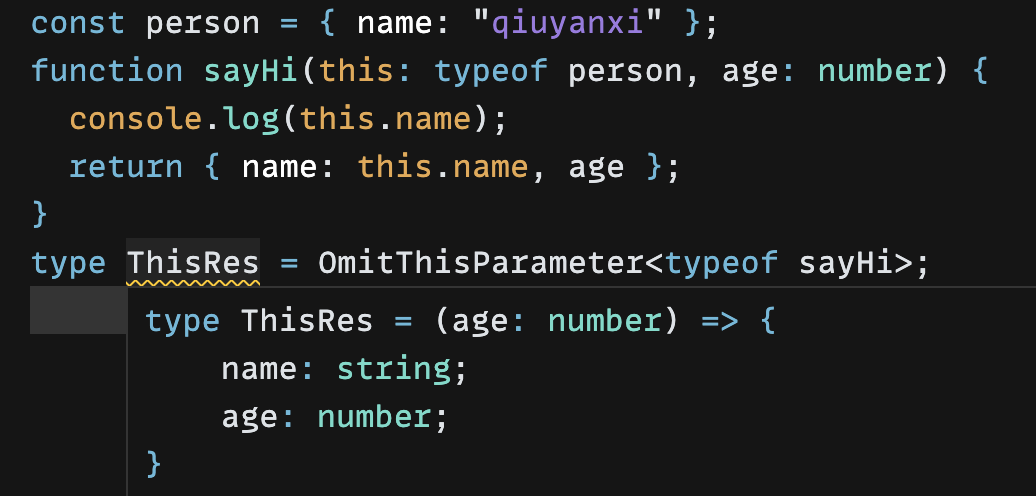 const person = { name: "qiuyanxi" };
function sayHi(this: typeof person, age: number) {
  console.log(this.name);
  return { name: this.name, age };
}
type ThisRes = OmitThisParameter<typeof sayHi>;
type ThisRes = (age: number) => {
    name: string;
    age: number;
}